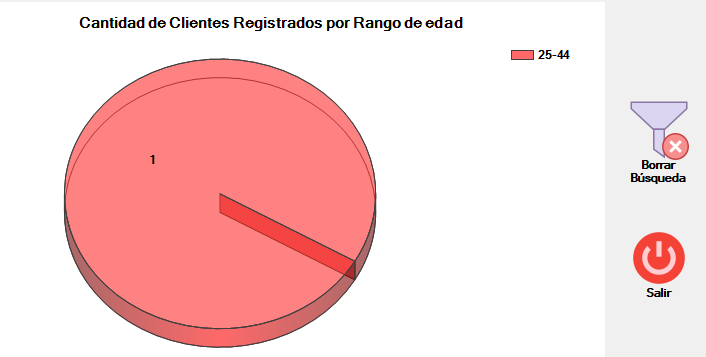 Cantidad de Clientes Registrados por Rango de edad
25-44
1
Borrar
Búsqueda
Salir